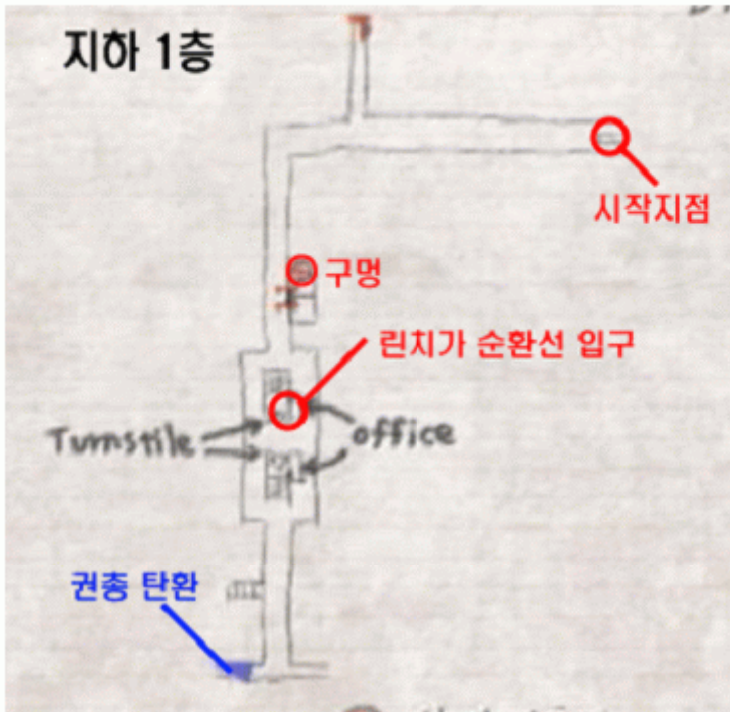 지하 1층
시작지점
구멍
린치가 순환선 입구
Turnstile
office
권총 탄환